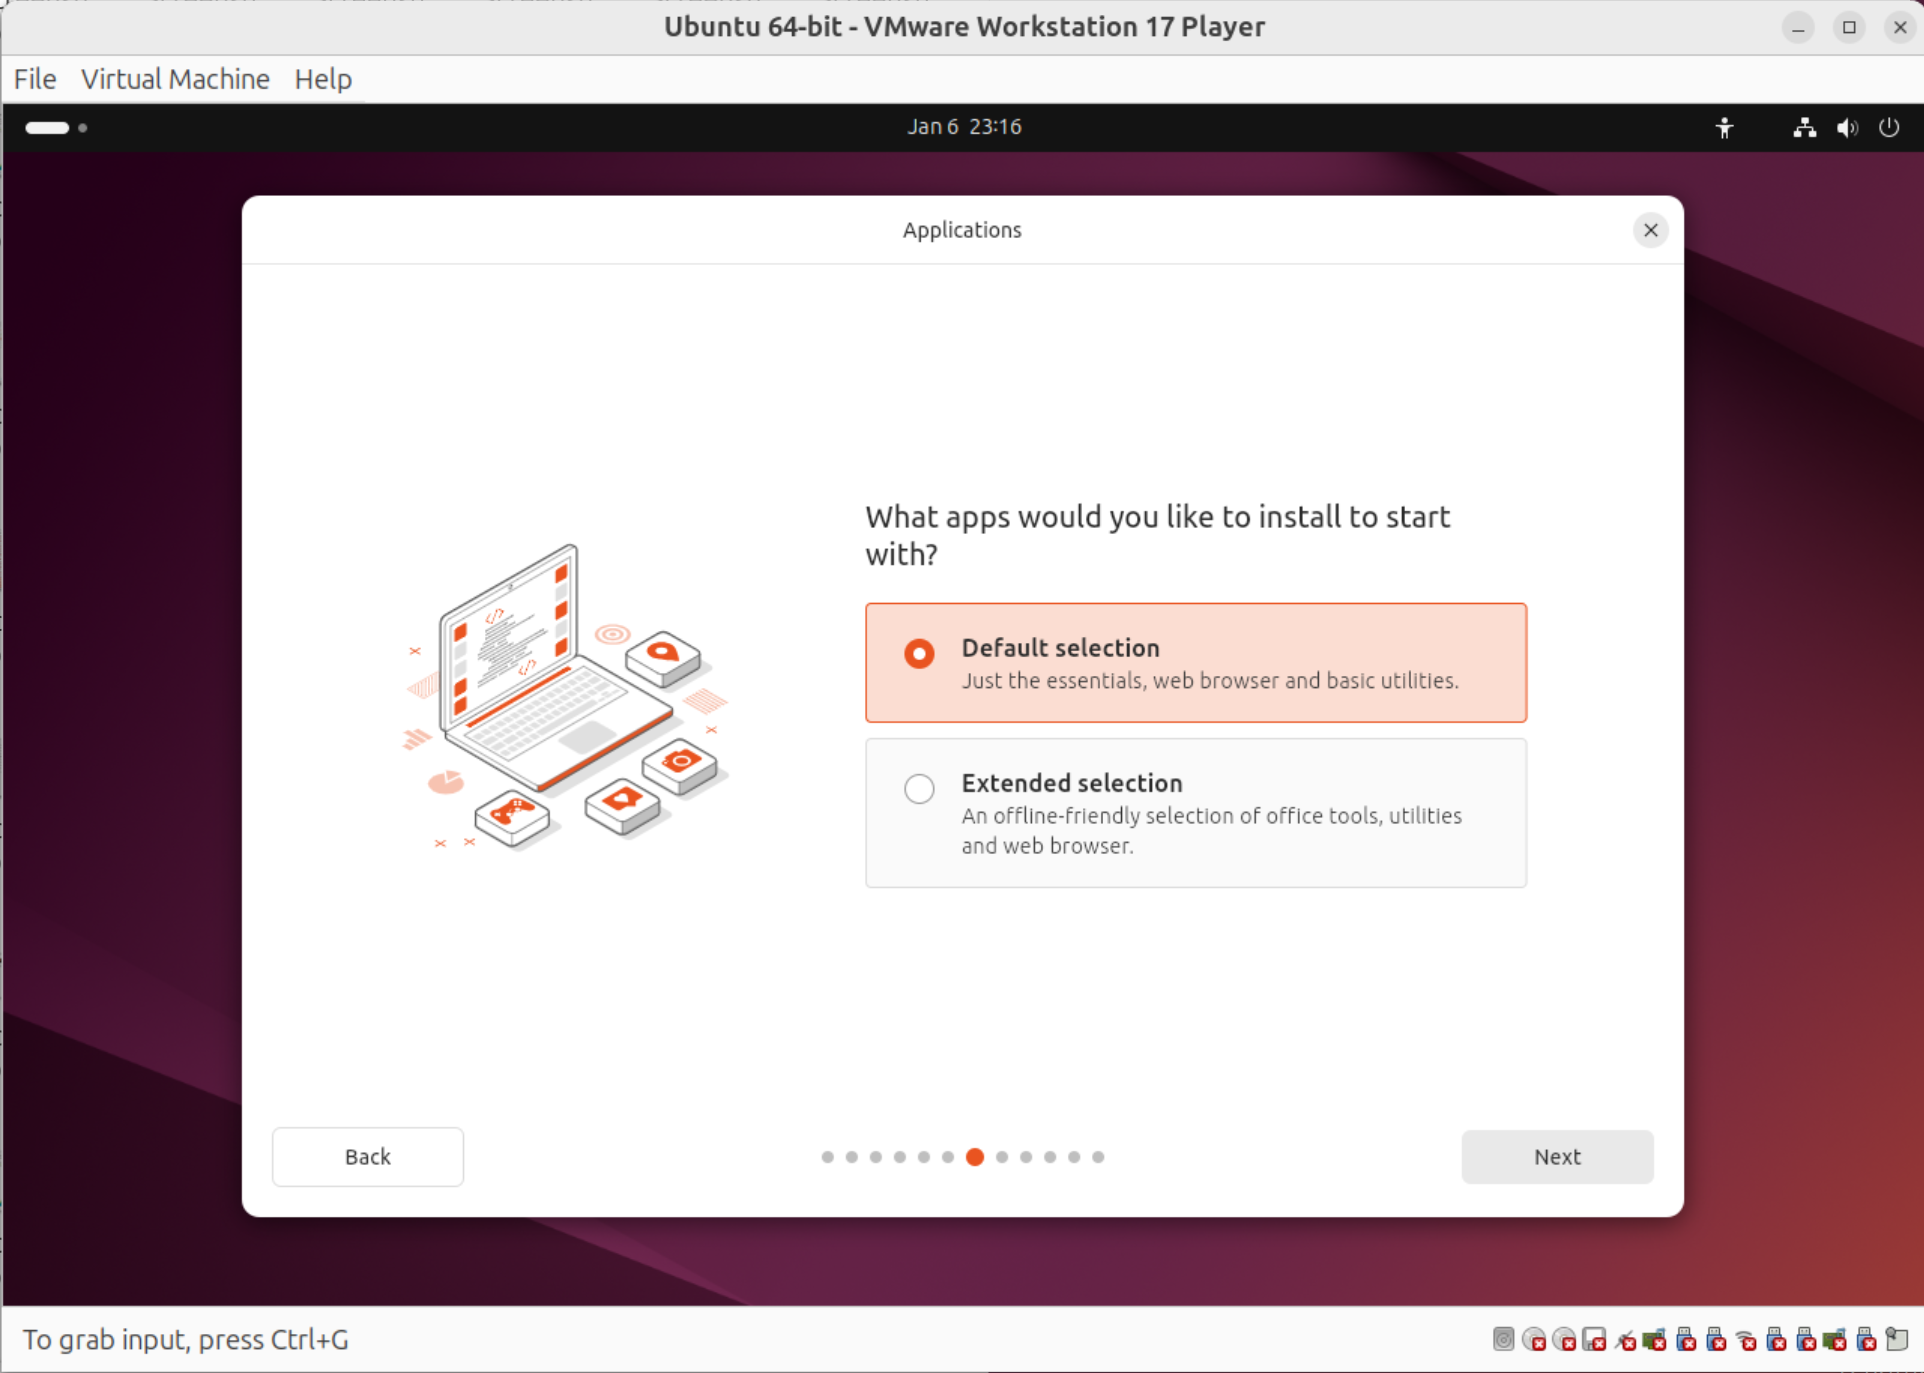 Ubuntu 64-bit - VMware Workstation 17 Player
File Virtual Machine Help
Jan 6 23:16
Applications
What apps would you like to install to start
with?
Default selection
Just the essentials, web browser and basic utilities.
Extended selection
An offline-friendly selection of office tools, utilities
and web browser.
Back
Next
To grab input, press Ctrl+G